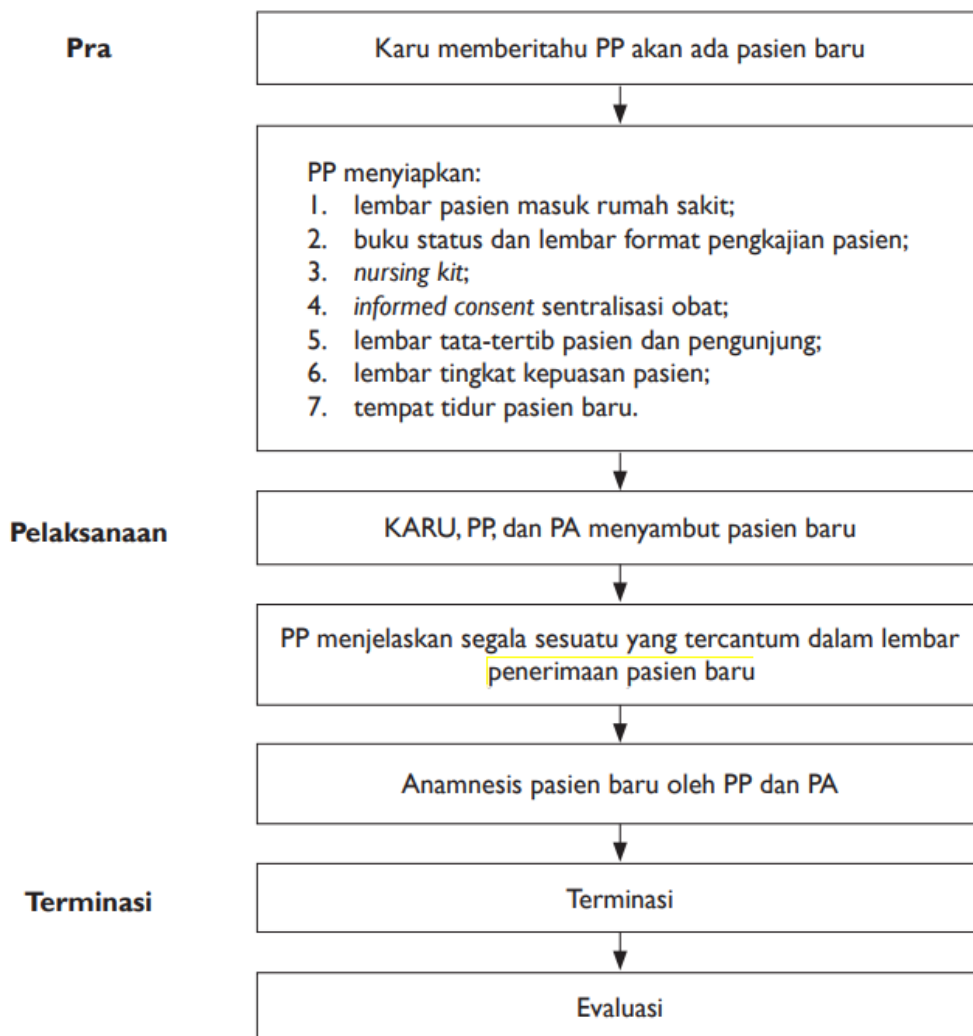 Pra
Karu memberitahu PP akan ada pasien baru
PP menyiapkan:
1. lembar pasien masuk rumah sakit;
2. buku status dan lembar format pengkajian pasien;
3. nursing kit;
4. informed consent sentralisasi obat;
5. lembar tata-tertib pasien dan pengunjung;
6. lembar tingkat kepuasan pasien;
7. tempat tidur pasien baru.
Pelaksanaan
KARU, PP, dan PA menyambut pasien baru
PP menjelaskan segala sesuatu yang tercantum dalam lembar
penerimaan pasien baru
Anamnesis pasien baru oleh PP dan PA
Terminasi
Terminasi
Evaluasi